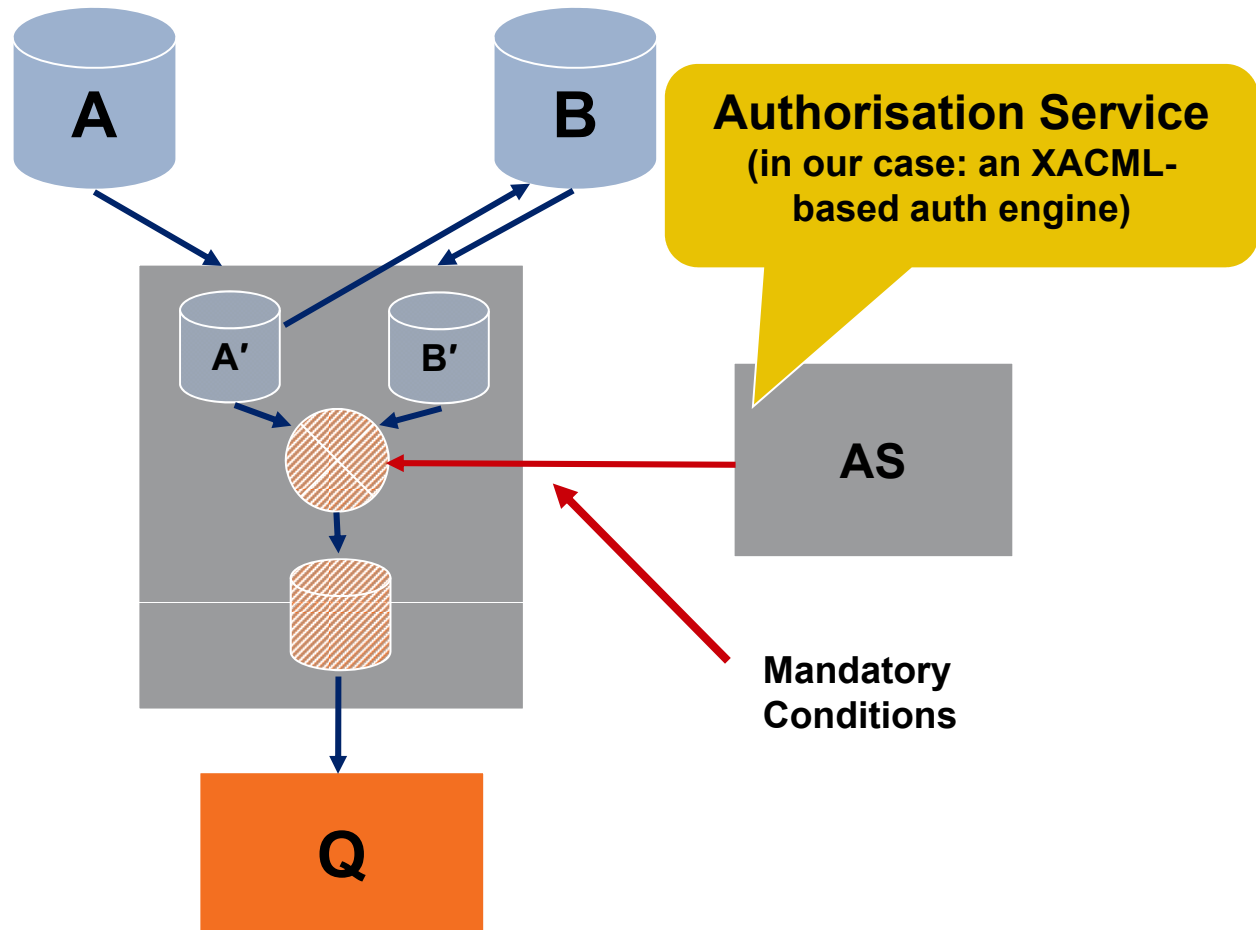 A
B
Authorisation Service
(in our case: an XACML-
based auth engine)
A′
B′
AS
Mandatory
Conditions
Q